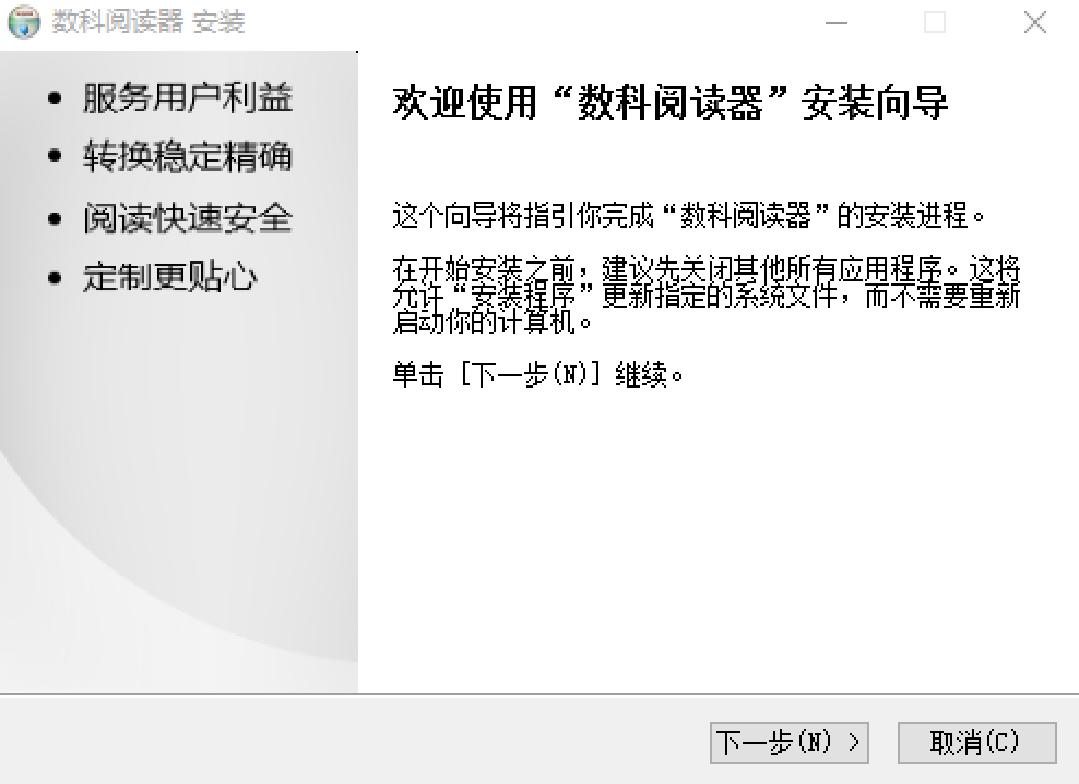 数科阅读器 安装
• 服务用户利益
• 转换稳定精确
• 阅读快速安全
• 定制更贴心
欢迎使用“数科阅读器”安装向导
这个向导将指引你完成“数科阅读器”的安装进程。
在开始安装之前，建议先关闭其他所有应用程序。这将
允许“安装程序”更新指定的系统文件，而不需要重新
启动你的计算机。
单击 [下一步(N)] 继续。
下一步(N) >
取消(C)